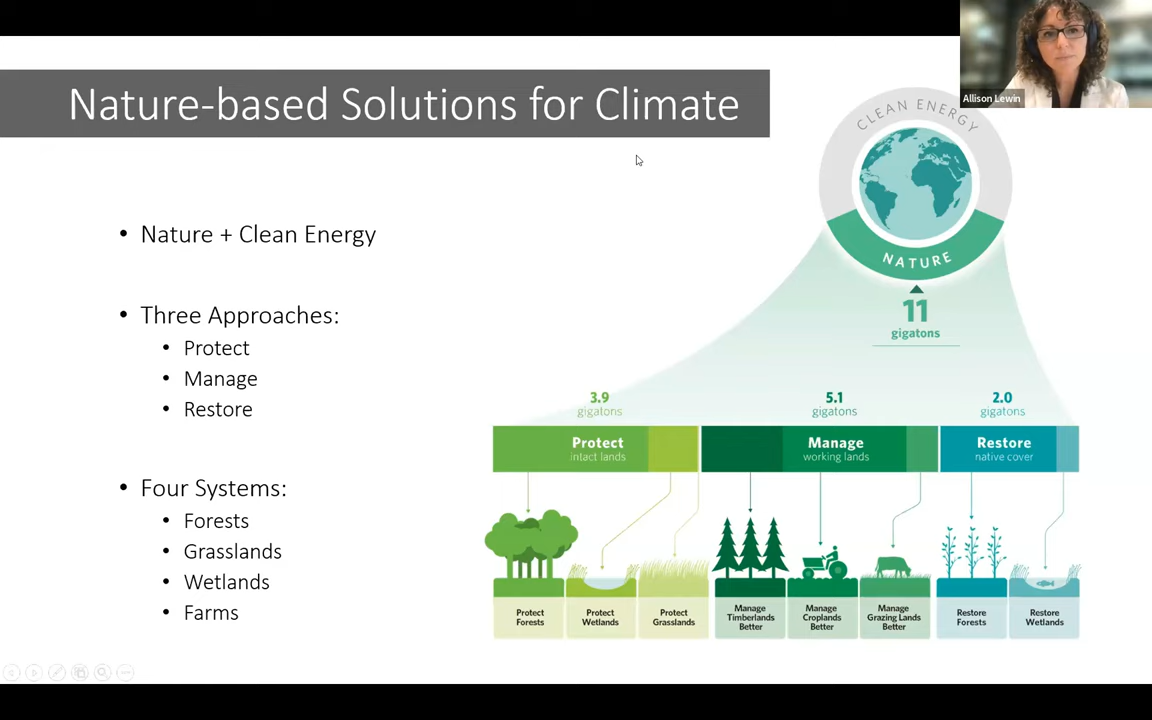 Allison Lewin
Nature-based Solutions for Climate
• Nature + Clean Energy
• Three Approaches:
• Protect
• Manage
• Restore
• Four Systems:
• Forests
• Grasslands
• Wetlands
• Farms
CLEAN ENERGY
NATURE
11
gigatons
3.9
gigatons
5.1
gigatons
2.0
gigatons
Protect
intact lands
Manage
working lands
Restore
native cover
Protect
Forests
Protect
Wetlands
Protect
Grasslands
Manage
Timberlands
Better
Manage
Croplands
Better
Manage
Grazing Lands
Better
Restore
Forests
Restore
Wetlands